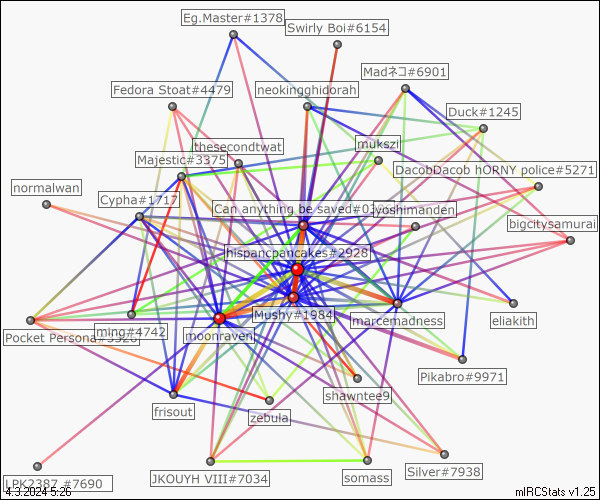 Eg.Master#1378
Swirly Boi#6154
Madネコ#6901
Fedora Stoat#4479
neokingghidorah
Duck#1245
thesecondtwat
mukszi
Majestic#3375
DacobDacob hORNY police#5271
normalwan
Cypha#1717
Can anything be saved#0
yoshimanden
bigcitysamurai
hispancpancakes#2928
Mushy#1984
eliakith
Pocket Persona#3326
ming#4742
moonraven
marcemadness
Pikabro#9971
shawntee9
frisout
zebula.
LPK2387 #7690
JKOUYH VIII#7034
somass
Silver#7938
4.3.2024 5:26
mIRCStats v1.25